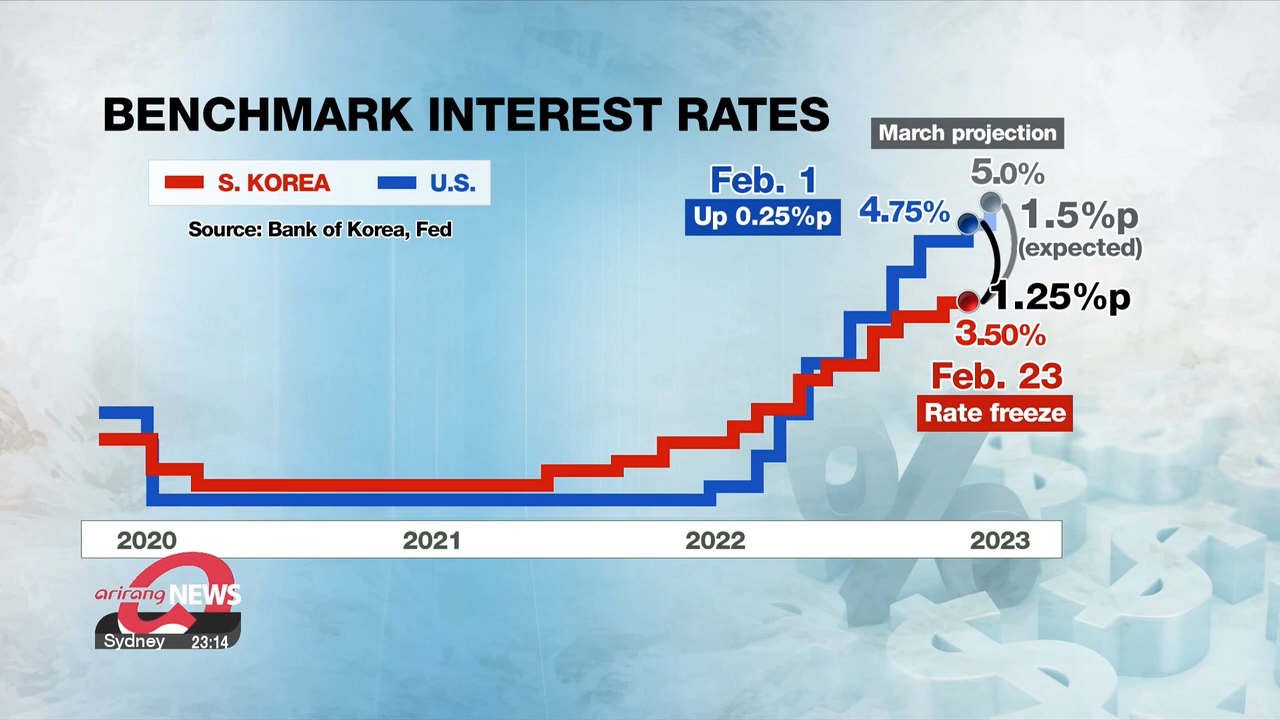 BENCHMARK INTEREST RATES
S. KOREA
U.S.
Source: Bank of Korea, Fed
March projection
5.0%
Feb. 1
Up 0.25%p
4.75%
1.5%p
(expected)
1.25%p
3.50%
Feb. 23
Rate freeze
2020
2021
2022
2023
arirang NEWS
Sydney 23:14